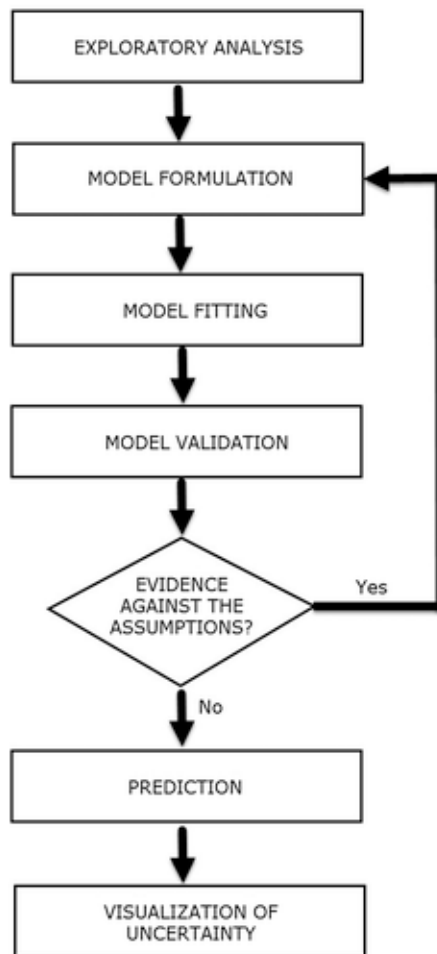 EXPLORATORY ANALYSIS
MODEL FORMULATION
MODEL FITTING
MODEL VALIDATION
EVIDENCE
AGAINST THE
ASSUMPTIONS?
Yes
No
PREDICTION
VISUALIZATION OF
UNCERTAINTY